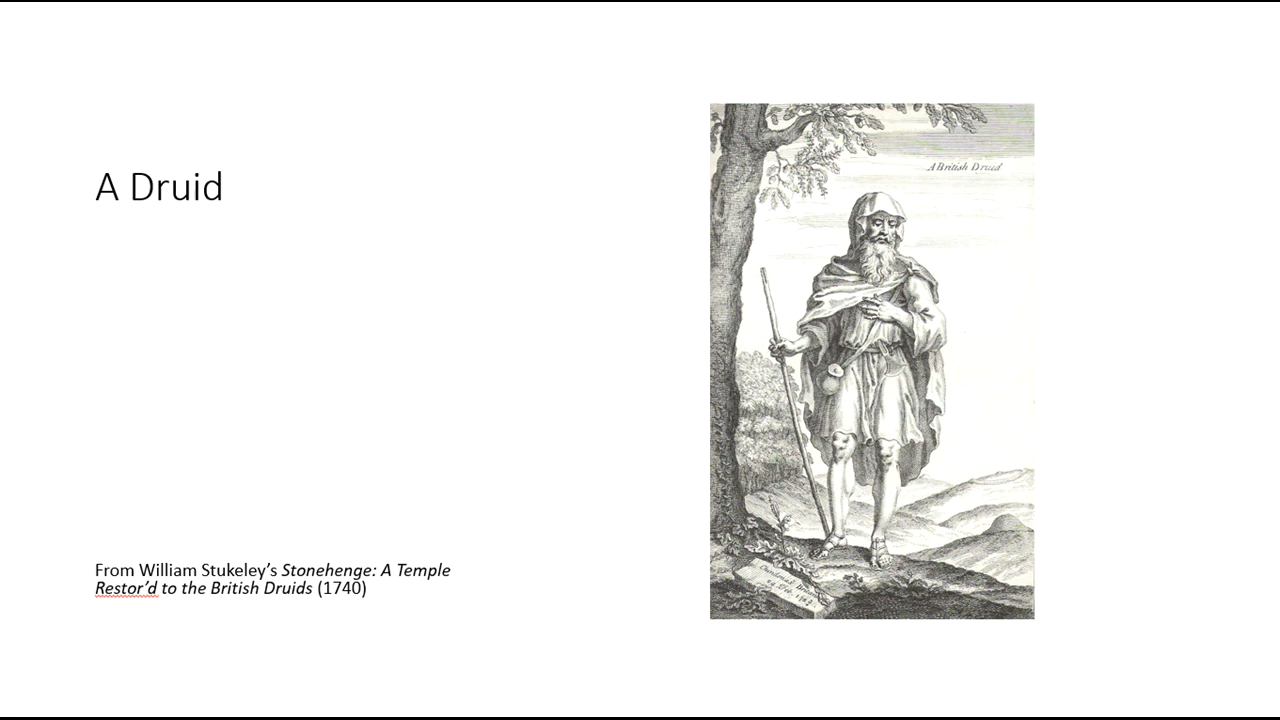 A Druid
A British Druid
From William Stukeley’s Stonehenge: A Temple
Restor’d to the British Druids (1740)